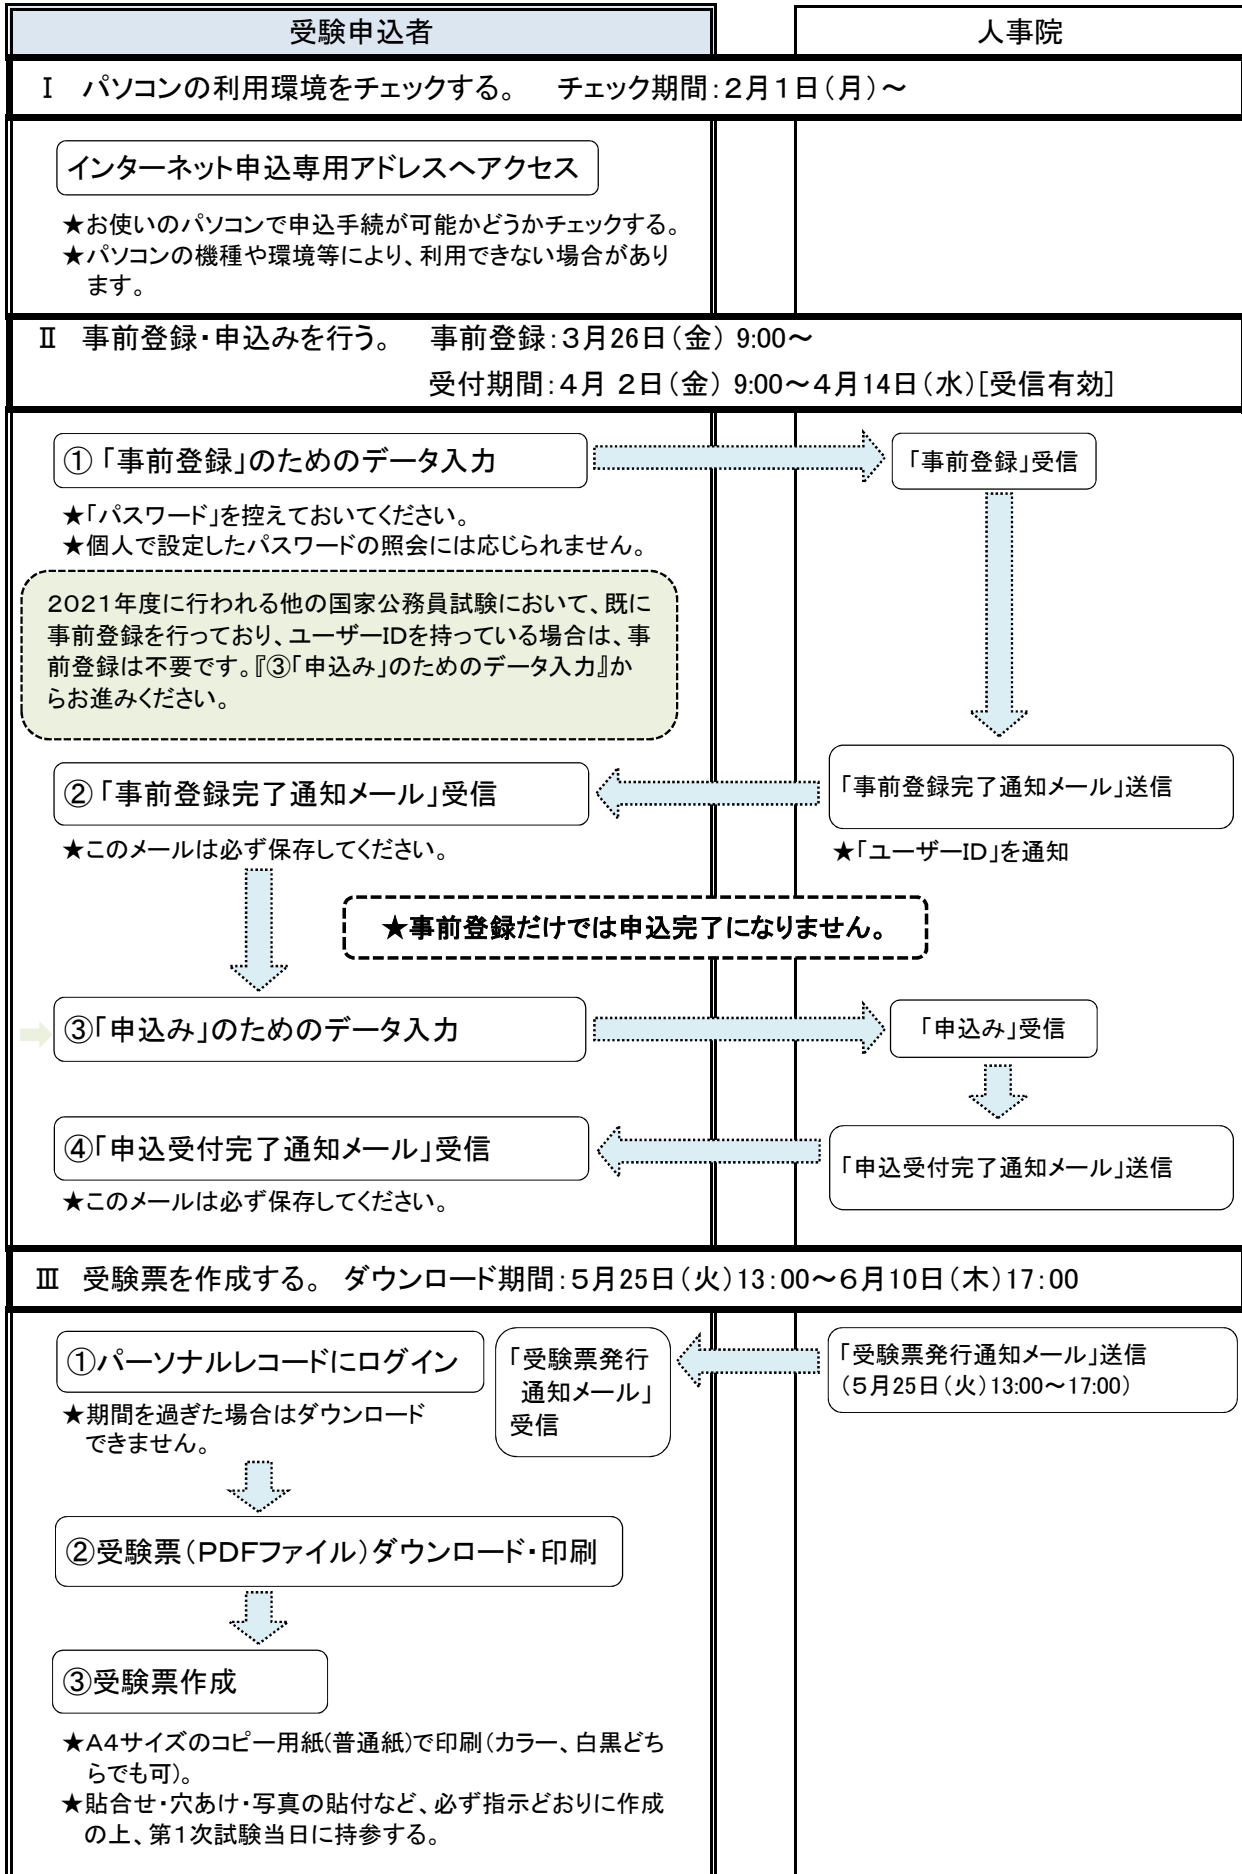 受験申込者
人事院
Ⅰ パソコンの利用環境をチェックする。 チェック期間：２月１日（月）～
インターネット申込専用アドレスへアクセス
★お使いのパソコンで申込手続が可能かどうかチェックする。
★パソコンの機種や環境等により、利用できない場合があり
ます。
Ⅱ 事前登録・申込みを行う。 事前登録：３月26日（金） 9:00～
受付期間：４月 ２日（金） 9:00～４月14日（水）[受信有効]
①「事前登録」のためのデータ入力
「事前登録」受信
★「パスワード」を控えておいてください。
★個人で設定したパスワードの照会には応じられません。
２０２１年度に行われる他の国家公務員試験において、既に
事前登録を行っており、ユーザーIDを持っている場合は、事
前登録は不要です。『③「申込み」のためのデータ入力』か
らお進みください。
②「事前登録完了通知メール」受信
「事前登録完了通知メール」送信
★このメールは必ず保存してください。
★「ユーザーID」を通知
★事前登録だけでは申込完了になりません。
③「申込み」のためのデータ入力
「申込み」受信
④「申込受付完了通知メール」受信
「申込受付完了通知メール」送信
★このメールは必ず保存してください。
Ⅲ 受験票を作成する。 ダウンロード期間：５月25日（火）13：00～６月10日（木）17：00
①パーソナルレコードにログイン
★期間を過ぎた場合はダウンロード
できません。
「受験票発行
通知メール」
受信
「受験票発行通知メール」送信
（５月25日（火）13:00～17:00）
②受験票（PDFファイル）ダウンロード・印刷
③受験票作成
★A４サイズのコピー用紙(普通紙)で印刷（カラー、白黒どち
らでも可）。
★貼合せ・穴あけ・写真の貼付など、必ず指示どおりに作成
の上、第１次試験当日に持参する。